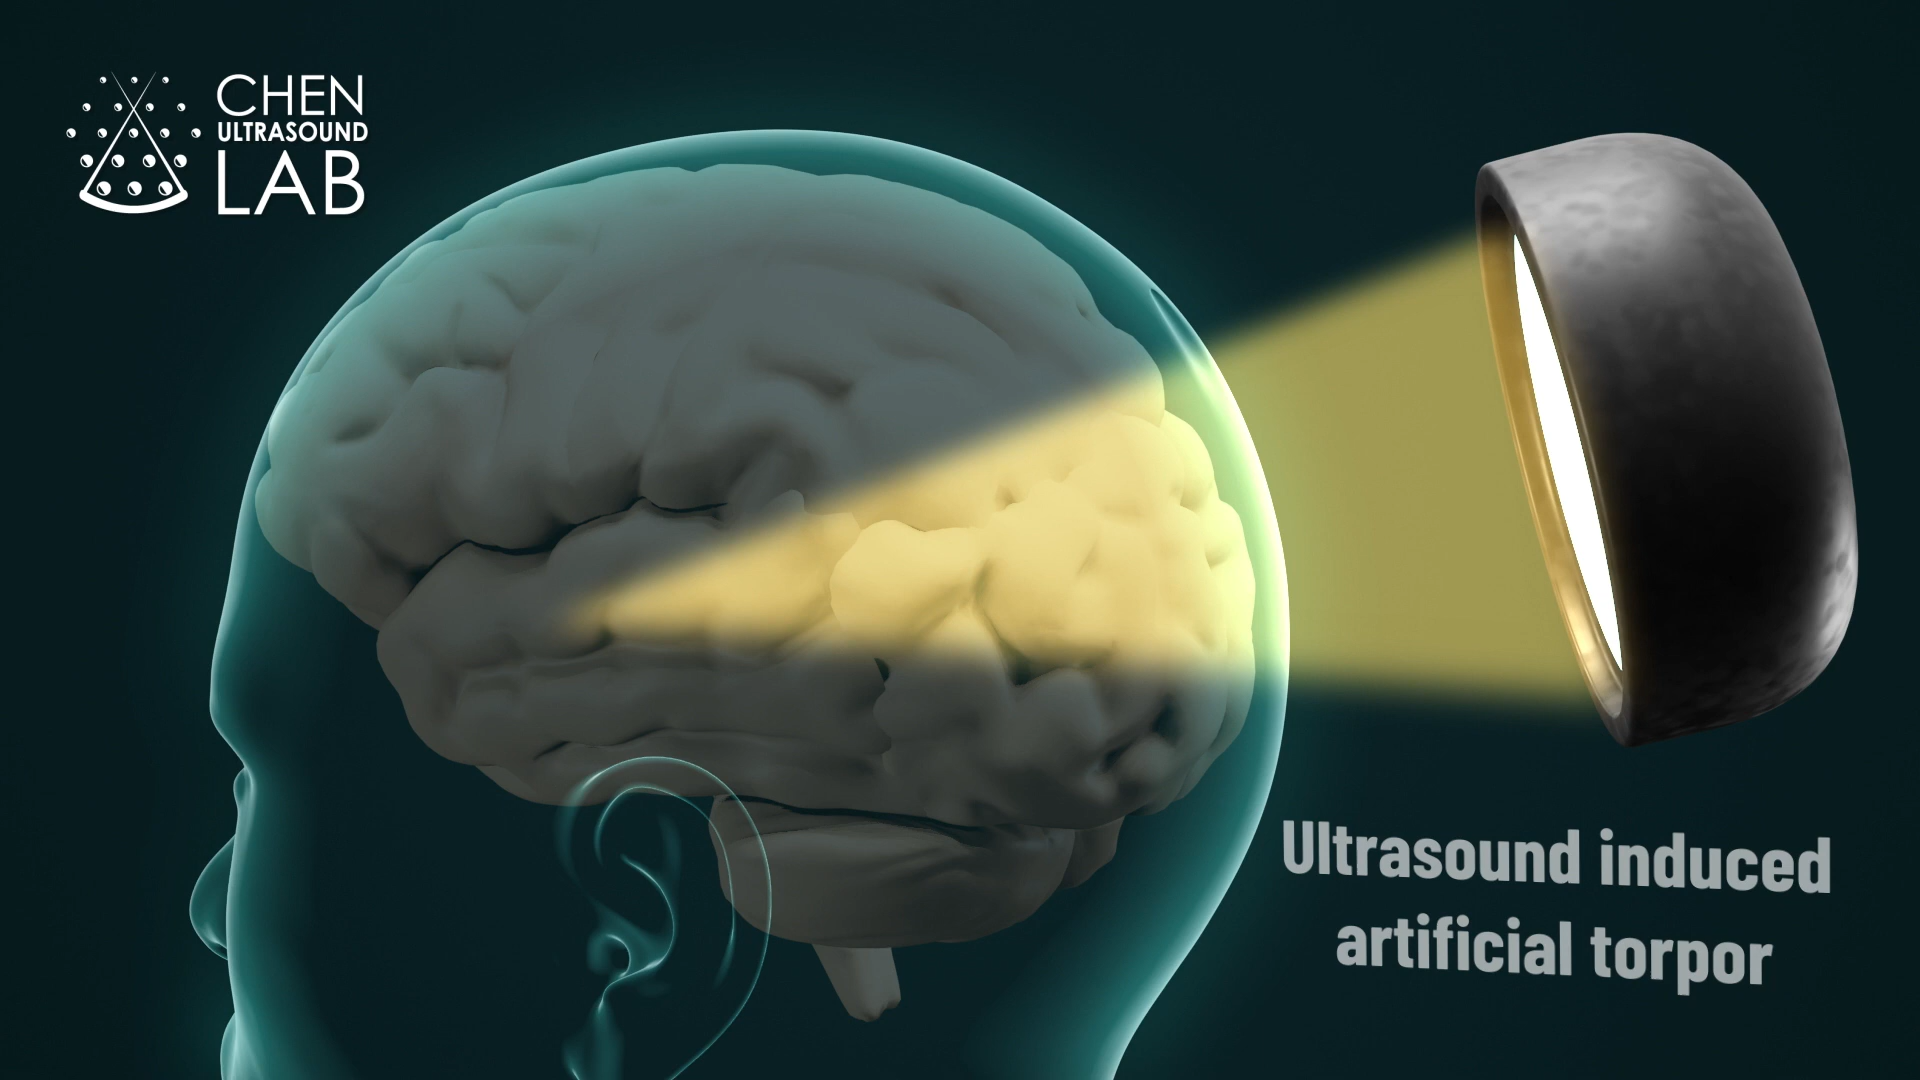 CHEN
ULTRASOUND
LAB
Ultrasound induced
artificial torpor